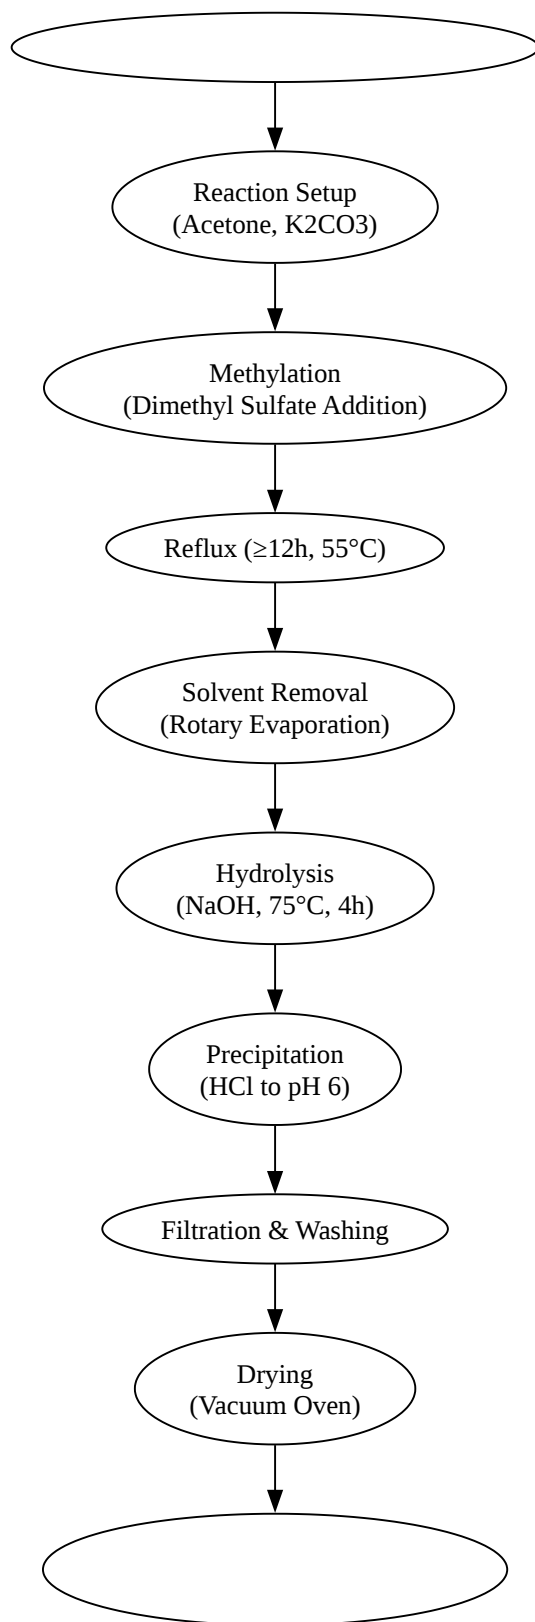 Reaction Setup
(Acetone, K2CO3)
Methylation
(Dimethyl Sulfate Addition)
Reflux (≥12h, 55°C)
Solvent Removal
(Rotary Evaporation)
Hydrolysis
(NaOH, 75°C, 4h)
Precipitation
(HCl to pH 6)
Filtration & Washing
Drying
(Vacuum Oven)